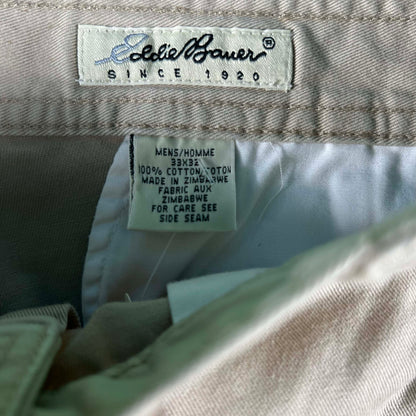 Eddie Bauer®
SINCE 1920
MENS/HOMME
33X32
100% COTTON/COTON
MADE IN ZIMBABWE
FABRIC AUX
ZIMBABWE
FOR CARE SEE
SIDE SEAM